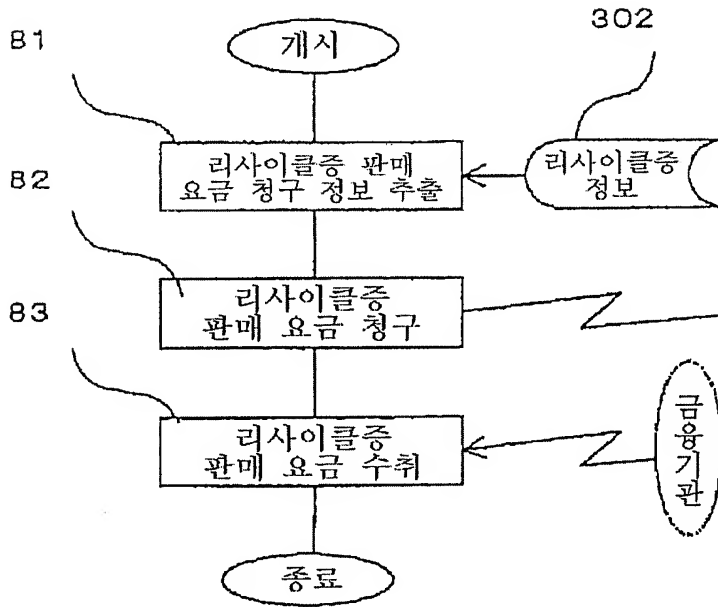 81
개시
302
리사이클증 판매
요금 청구 정보 추출
리사이클증
정보
82
리사이클증
판매 요금 청구
83
리사이클증
판매 요금 수취
금융기관
종료